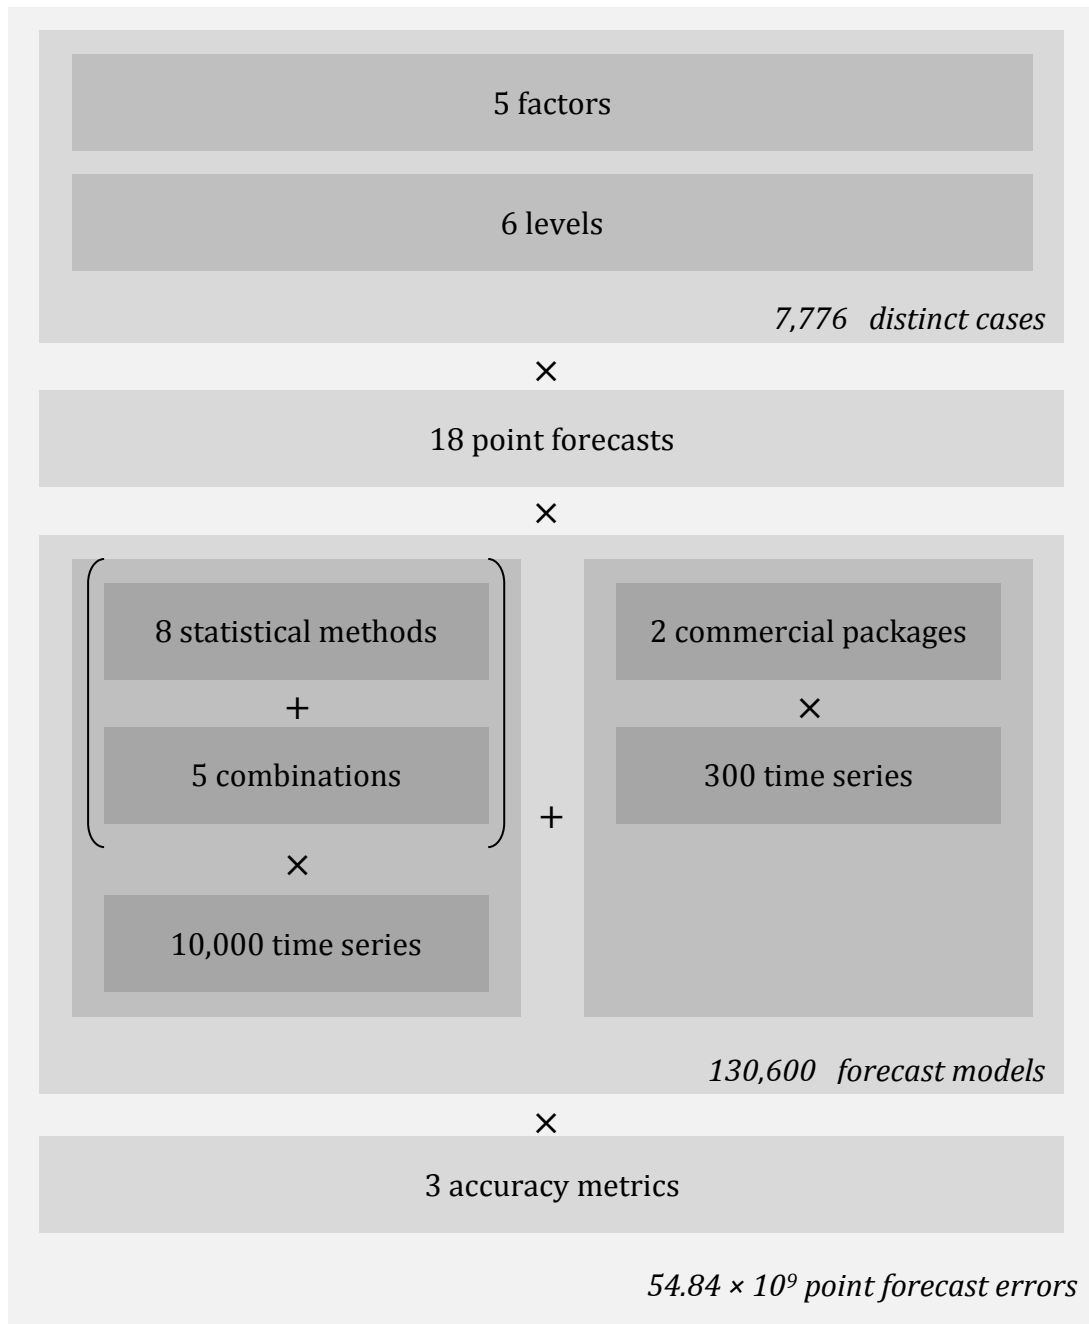 5 factors
6 levels
7,776 distinct cases
×
18 point forecasts
×
8 statistical methods
+
5 combinations
×
10,000 time series
+
2 commercial packages
×
300 time series
130,600 forecast models
×
3 accuracy metrics
54.84 × 10⁹ point forecast errors